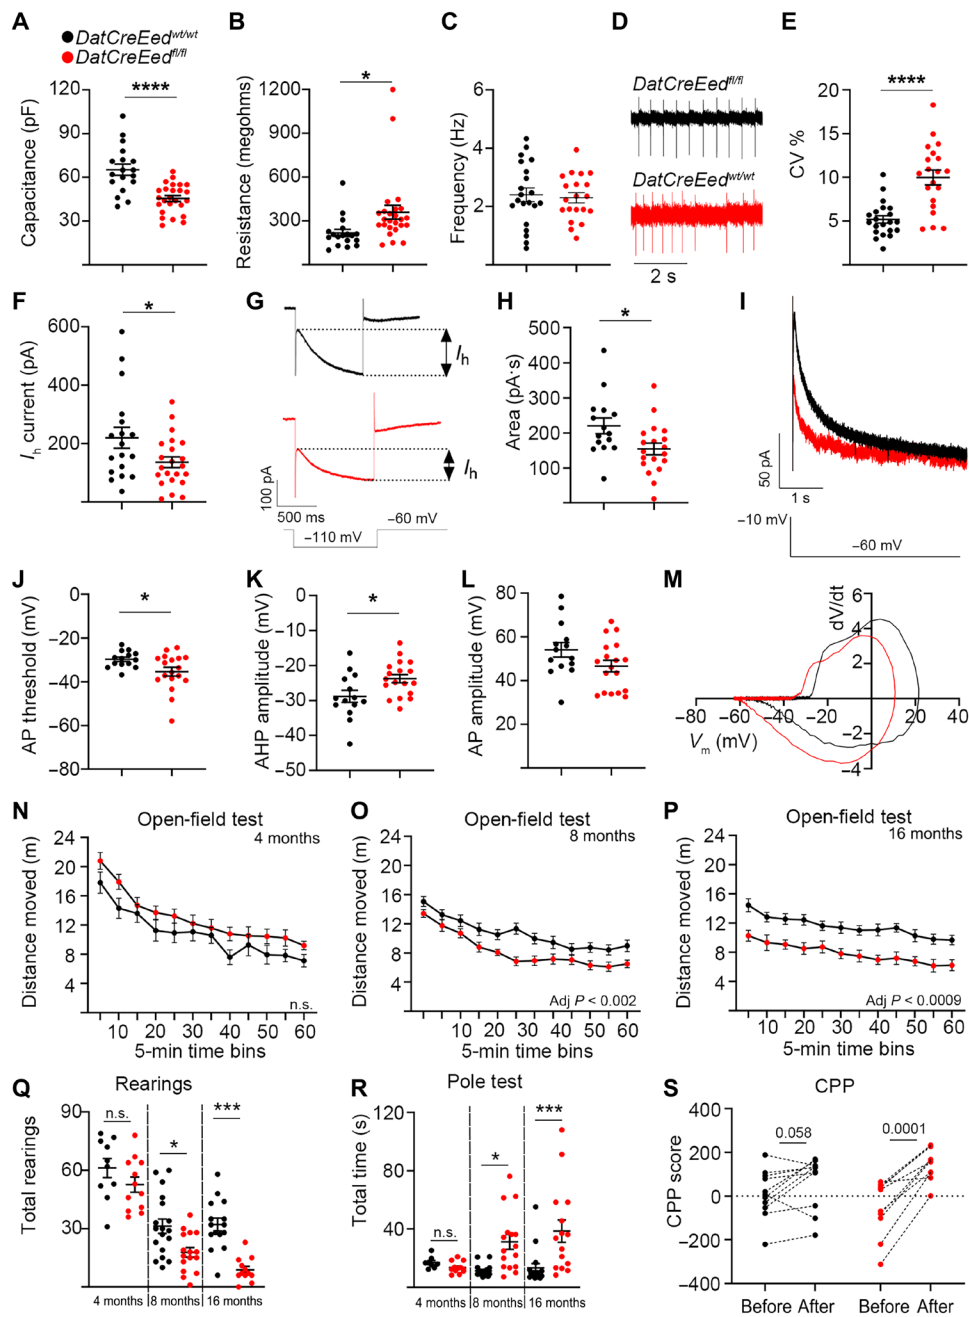 A
B
C
D
E
DatCreEed^wt/wt
DatCreEed^fl/fl
Capacitance (pF)
120
90
60
30
****
Resistance (megohms)
1200
900
600
300
*
Frequency (Hz)
6
4
2
DatCreEed^fl/fl
DatCreEed^wt/wt
2 s
CV %
20
15
10
5
0
****
F
G
H
I
I_h current (pA)
600
400
200
*
I_h
I_h
100 pA
500 ms
−60 mV
−110 mV
Area (pA·s)
500
400
300
200
100
*
50 pA
1 s
−10 mV
−60 mV
J
K
L
M
AP threshold (mV)
0
−20
−40
−60
−80
*
AHP amplitude (mV)
0
−10
−20
−30
−40
−50
*
AP amplitude (mV)
80
60
40
20
dV/dt
6
4
2
−2
−4
−80
−60
−40
−20
0
20
40
V_m (mV)
N
O
P
Open-field test
4 months
Distance moved (m)
24
20
16
12
8
4
n.s.
10 20 30 40 50 60
5-min time bins
Open-field test
8 months
Distance moved (m)
24
20
16
12
8
4
Adj P < 0.002
10 20 30 40 50 60
5-min time bins
Open-field test
16 months
Distance moved (m)
24
20
16
12
8
4
Adj P < 0.0009
10 20 30 40 50 60
5-min time bins
Q
R
S
Rearings
Total rearings
90
60
30
n.s.
*
***
4 months
8 months
16 months
Pole test
Total time (s)
120
80
40
n.s.
*
***
4 months
8 months
16 months
CPP
CPP score
400
200
0
−200
−400
0.058
0.0001
Before After
Before After